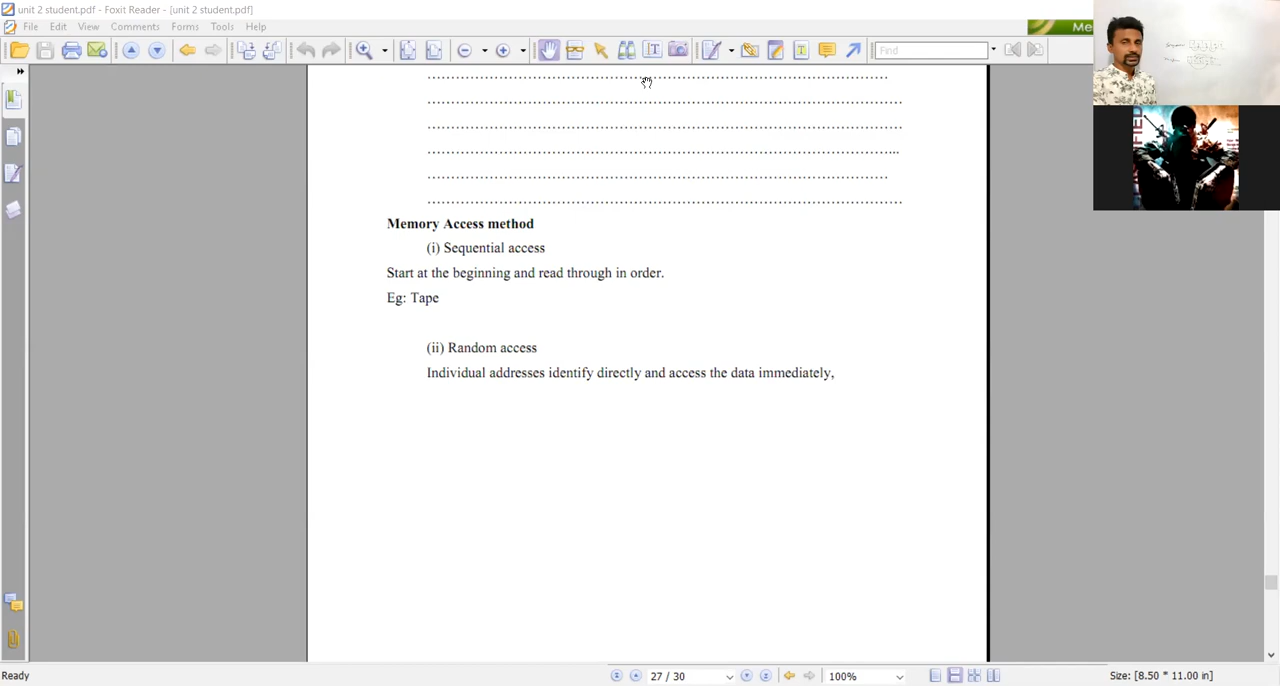 unit 2 student.pdf - Foxit Reader - [unit 2 student.pdf]
File Edit View Comments Forms Tools Help
Me
Find
Memory Access method
(i) Sequential access
Start at the beginning and read through in order.
Eg: Tape
(ii) Random access
Individual addresses identify directly and access the data immediately,
Ready
27 / 30
100%
Size: [8.50 * 11.00 in]